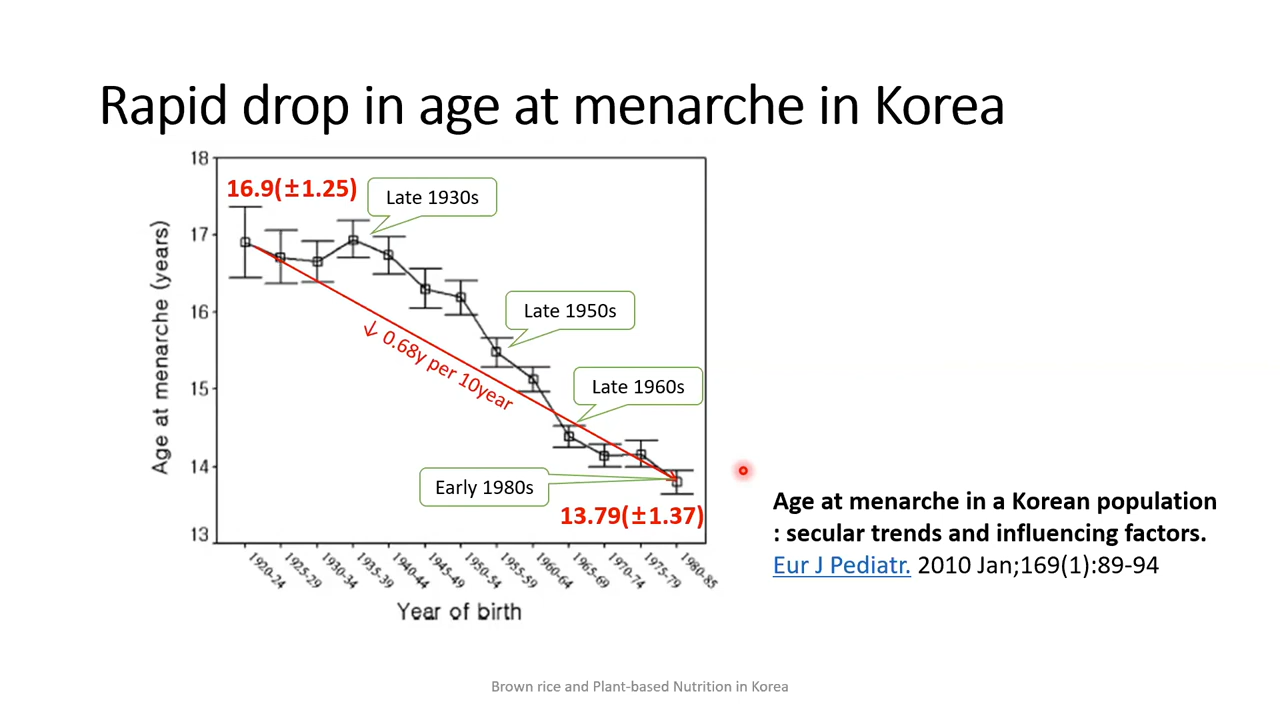 Rapid drop in age at menarche in Korea
18
17
16
15
14
13
Age at menarche (years)
16.9(±1.25)
Late 1930s
Late 1950s
Late 1960s
Early 1980s
↓ 0.68y per 10year
13.79(±1.37)
1920-24
1925-29
1930-34
1935-39
1940-44
1945-49
1950-54
1955-59
1960-64
1965-69
1970-74
1975-79
1980-85
Year of birth
Age at menarche in a Korean population
: secular trends and influencing factors.
Eur J Pediatr. 2010 Jan;169(1):89-94
Brown rice and Plant-based Nutrition in Korea